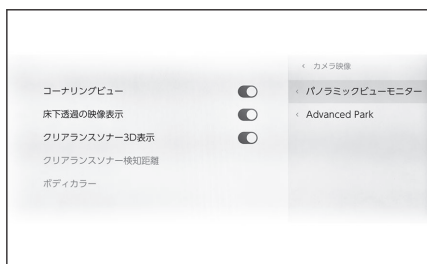 コーナリングビュー
床下透過の映像表示
クリアランスソナー3D表示
クリアランスソナー検知距離
ボディカラー
カメラ映像
パノラミックビューモニター
Advanced Park